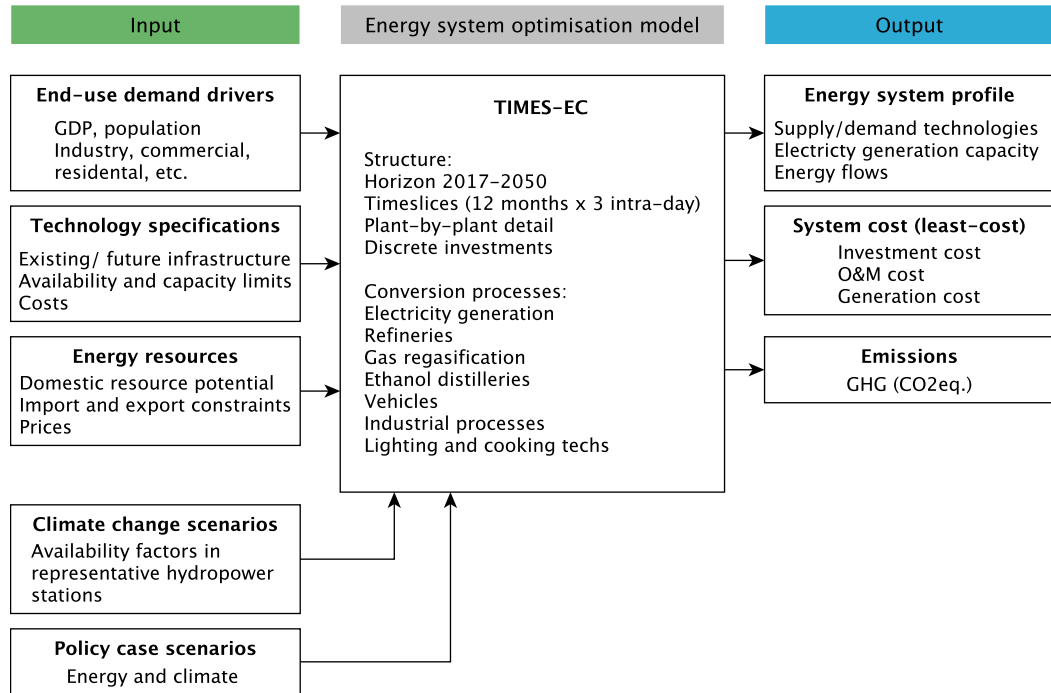 Input
Energy system optimisation model
Output
End-use demand drivers
GDP, population
Industry, commercial,
residental, etc.
Technology specifications
Existing/ future infrastructure
Availability and capacity limits
Costs
Energy resources
Domestic resource potential
Import and export constraints
Prices
Climate change scenarios
Availability factors in
representative hydropower
stations
Policy case scenarios
Energy and climate
TIMES-EC
Structure:
Horizon 2017-2050
Timeslices (12 months x 3 intra-day)
Plant-by-plant detail
Discrete investments
Conversion processes:
Electricity generation
Refineries
Gas regasification
Ethanol distilleries
Vehicles
Industrial processes
Lighting and cooking techs
Energy system profile
Supply/demand technologies
Electricty generation capacity
Energy flows
System cost (least-cost)
Investment cost
O&M cost
Generation cost
Emissions
GHG (CO2eq.)